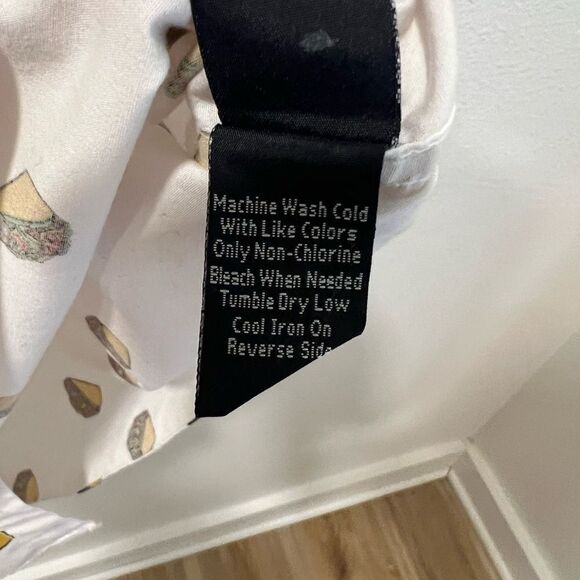 Machine Wash Cold
With Like Colors
Only Non-Chlorine
Bleach When Needed
Tumble Dry Low
Cool Iron On
Reverse Side